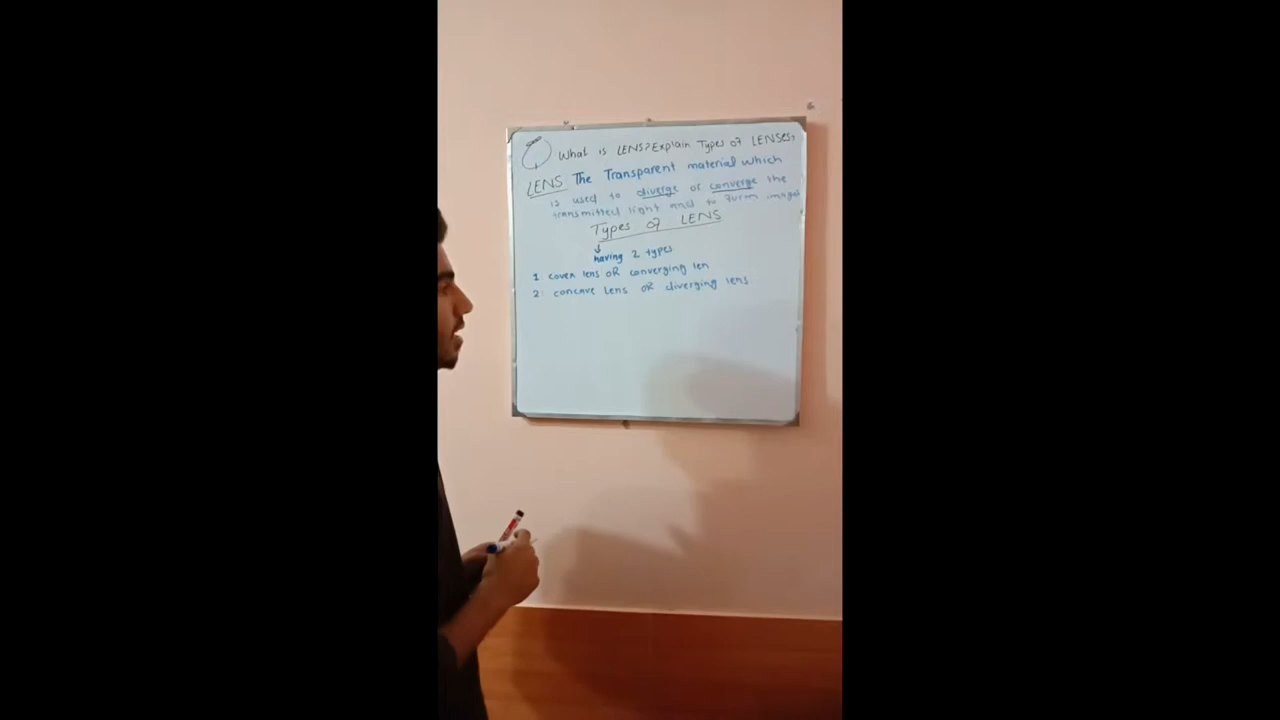 What is LENS? Explain Types of LENSES,
LENS The Transparent material which
is used to diverge or converge the
transmitted light and to form images
Types of LENS
having 2 types
1 coven lens OR converging len
2: concave lens OR diverging lens.